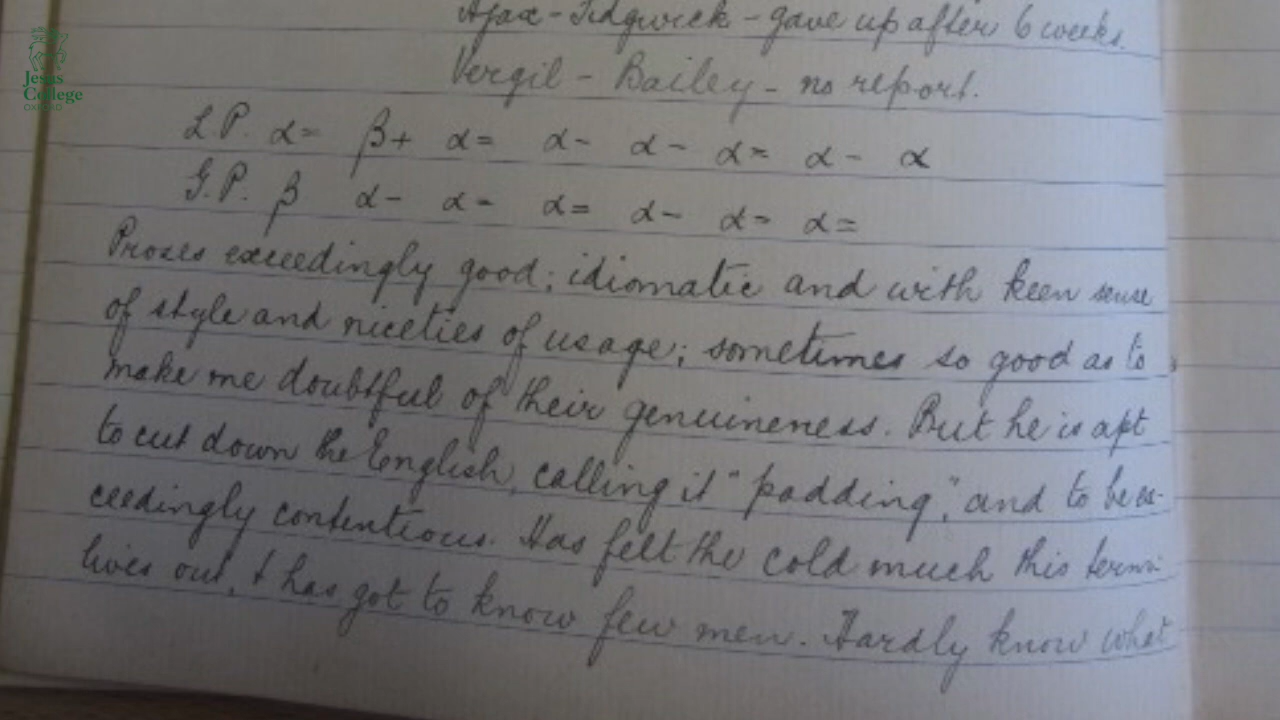 Jesus
College
OXFORD
Ajax - Sidgwick - gave up after 6 weeks.
Vergil - Bailey - no report.
L.P. α= β+ α= α- α- α= α- α
G.P. β α- α- α= α- α= α=
Proses exceedingly good; idiomatic and with keen sense
of style and niceties of usage; sometimes so good as to
make me doubtful of their genuineness. But he is apt
to cut down the English, calling it "padding", and to be ex-
ceedingly contentious. Has felt the cold much this term:
lives out, & has got to know few men. Hardly know what